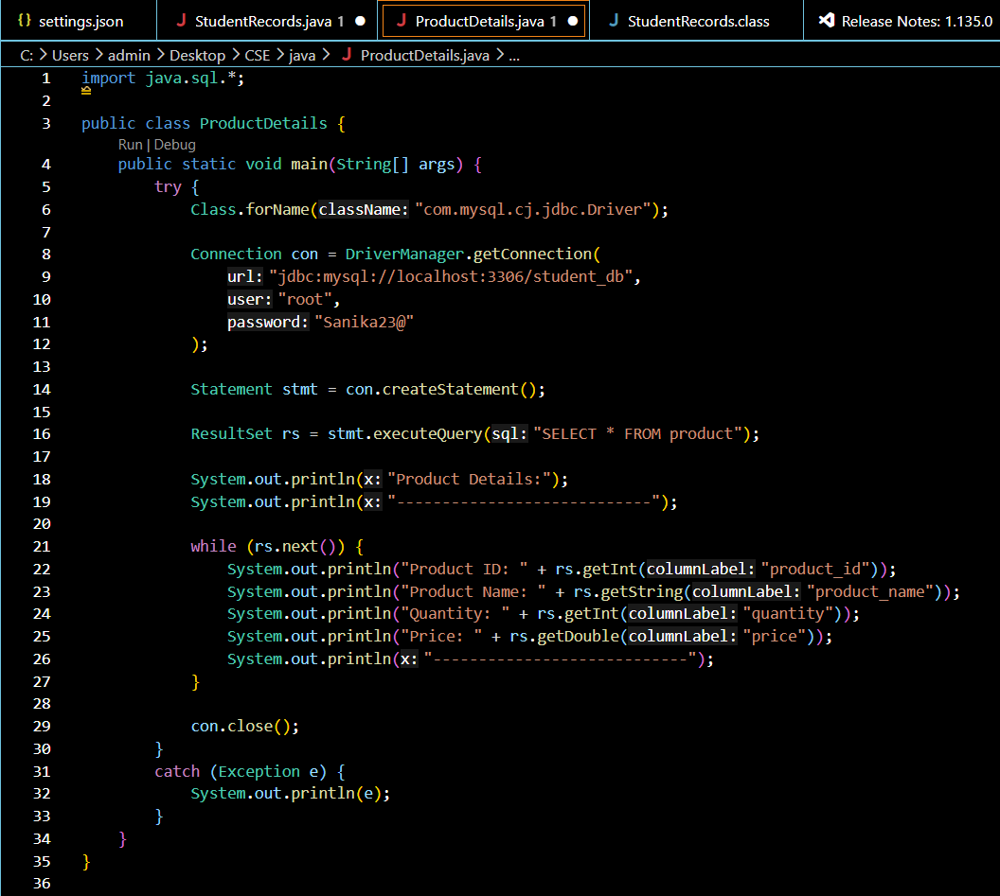 {} settings.json J StudentRecords.java 1 ● J ProductDetails.java 1 ● J StudentRecords.class Release Notes: 1.135.0
C: > Users > admin > Desktop > CSE > java > J ProductDetails.java > ...
1 import java.sql.*;
2
3 public class ProductDetails {
Run | Debug
4 public static void main(String[] args) {
5 try {
6 Class.forName(className: "com.mysql.cj.jdbc.Driver");
7
8 Connection con = DriverManager.getConnection(
9 url: "jdbc:mysql://localhost:3306/student_db",
10 user: "root",
11 password: "Sanika23@"
12 );
13
14 Statement stmt = con.createStatement();
15
16 ResultSet rs = stmt.executeQuery(sql: "SELECT * FROM product");
17
18 System.out.println(x: "Product Details:");
19 System.out.println(x: "----------------------------");
20
21 while (rs.next()) {
22 System.out.println("Product ID: " + rs.getInt(columnLabel: "product_id"));
23 System.out.println("Product Name: " + rs.getString(columnLabel: "product_name"));
24 System.out.println("Quantity: " + rs.getInt(columnLabel: "quantity"));
25 System.out.println("Price: " + rs.getDouble(columnLabel: "price"));
26 System.out.println(x: "----------------------------");
27 }
28
29 con.close();
30 }
31 catch (Exception e) {
32 System.out.println(e);
33 }
34 }
35 }
36